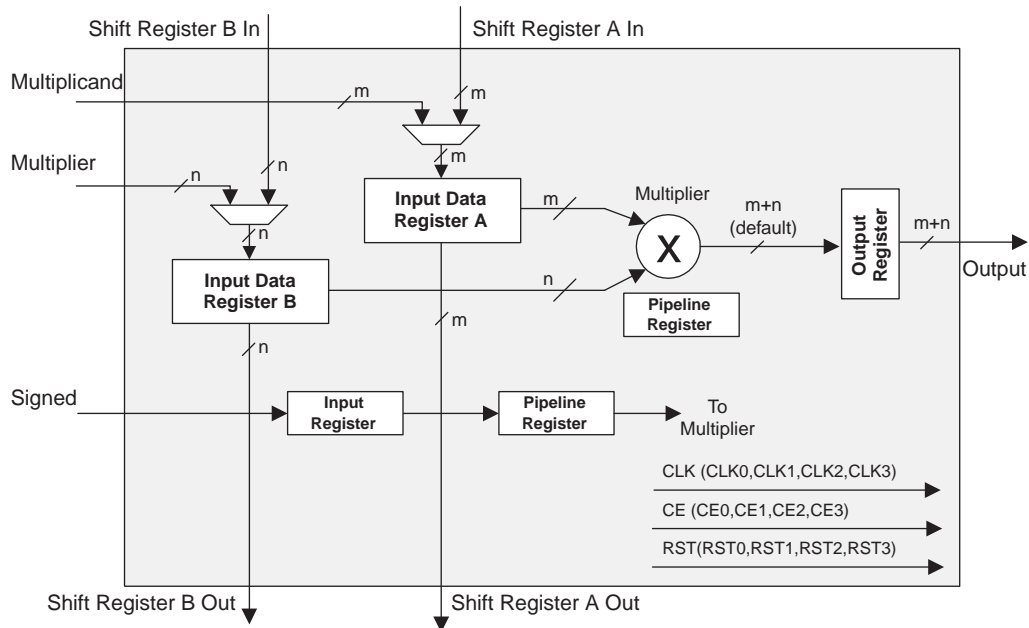 Shift Register B In
Shift Register A In
Multiplicand
m
m
Multiplier
n
n
m
Input Data
Register A
m
Multiplier
X
m+n
(default)
Output
Register
m+n
Output
n
Input Data
Register B
n
Pipeline
Register
m
n
Signed
Input
Register
Pipeline
Register
To
Multiplier
CLK (CLK0,CLK1,CLK2,CLK3)
CE (CE0,CE1,CE2,CE3)
RST(RST0,RST1,RST2,RST3)
Shift Register B Out
Shift Register A Out